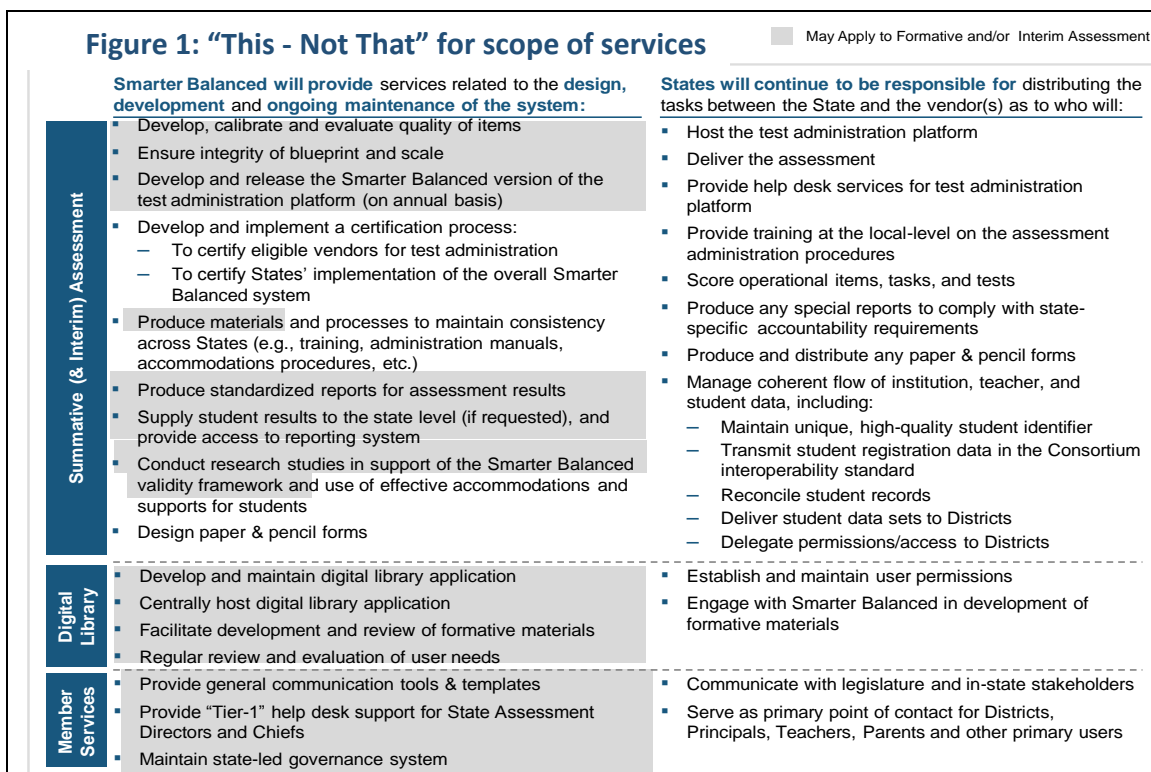 Figure 1: “This - Not That” for scope of services
May Apply to Formative and/or Interim Assessment
Smarter Balanced will provide services related to the design,
development and ongoing maintenance of the system:
Summative (& Interim) Assessment
▪ Develop, calibrate and evaluate quality of items
▪ Ensure integrity of blueprint and scale
▪ Develop and release the Smarter Balanced version of the
test administration platform (on annual basis)
▪ Develop and implement a certification process:
– To certify eligible vendors for test administration
– To certify States’ implementation of the overall Smarter
Balanced system
▪ Produce materials and processes to maintain consistency
across States (e.g., training, administration manuals,
accommodations procedures, etc.)
▪ Produce standardized reports for assessment results
▪ Supply student results to the state level (if requested), and
provide access to reporting system
▪ Conduct research studies in support of the Smarter Balanced
validity framework and use of effective accommodations and
supports for students
▪ Design paper & pencil forms
States will continue to be responsible for distributing the
tasks between the State and the vendor(s) as to who will:
▪ Host the test administration platform
▪ Deliver the assessment
▪ Provide help desk services for test administration
platform
▪ Provide training at the local-level on the assessment
administration procedures
▪ Score operational items, tasks, and tests
▪ Produce any special reports to comply with state-
specific accountability requirements
▪ Produce and distribute any paper & pencil forms
▪ Manage coherent flow of institution, teacher, and
student data, including:
– Maintain unique, high-quality student identifier
– Transmit student registration data in the Consortium
interoperability standard
– Reconcile student records
– Deliver student data sets to Districts
– Delegate permissions/access to Districts
Digital
Library
▪ Develop and maintain digital library application
▪ Centrally host digital library application
▪ Facilitate development and review of formative materials
▪ Regular review and evaluation of user needs
▪ Establish and maintain user permissions
▪ Engage with Smarter Balanced in development of
formative materials
Member
Services
▪ Provide general communication tools & templates
▪ Provide “Tier-1” help desk support for State Assessment
Directors and Chiefs
▪ Maintain state-led governance system
▪ Communicate with legislature and in-state stakeholders
▪ Serve as primary point of contact for Districts,
Principals, Teachers, Parents and other primary users